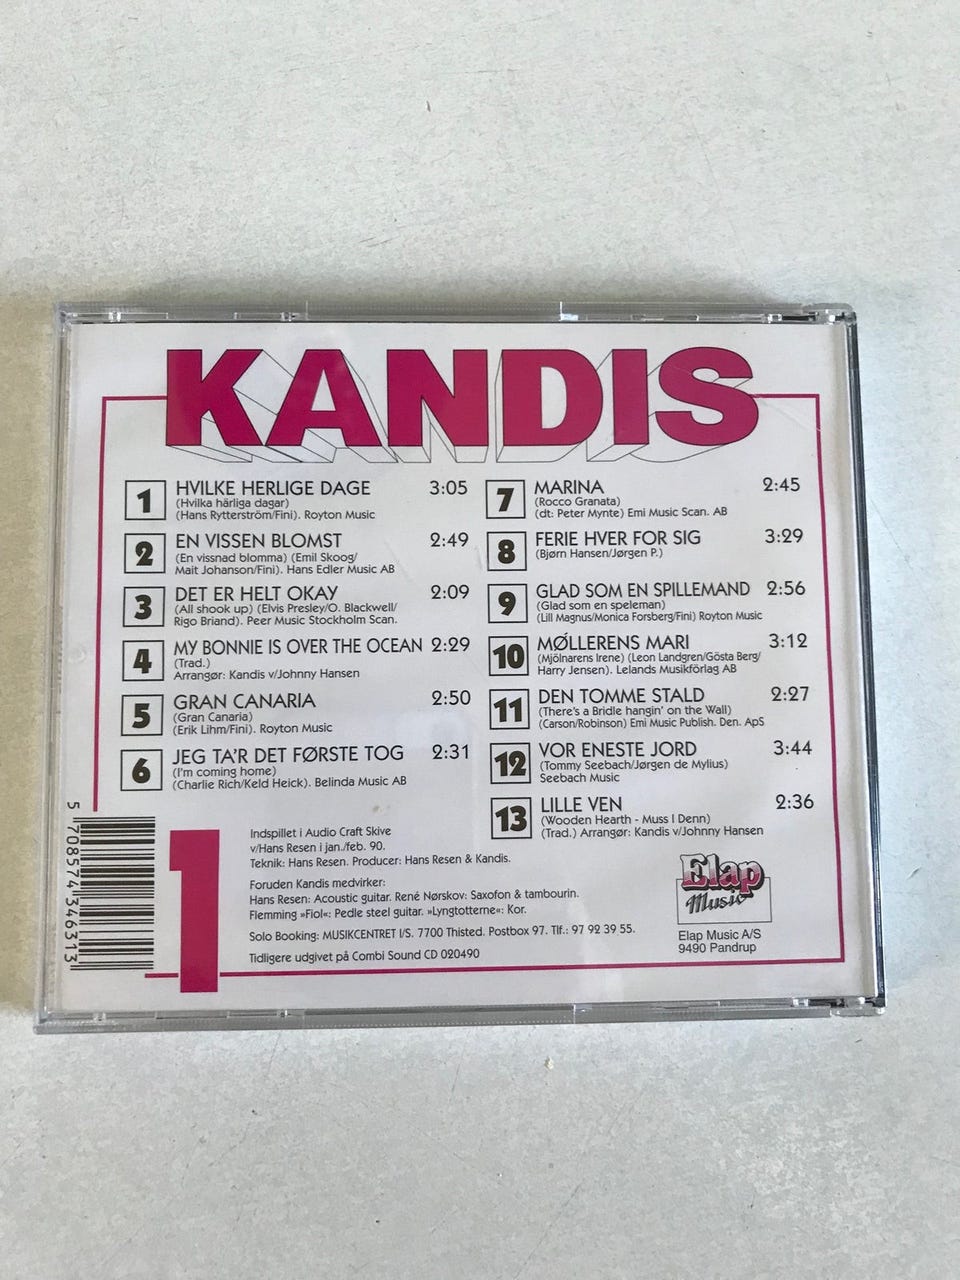 KANDIS
1 HVILKE HERLIGE DAGE 3:05
(Hvilka härliga dagar)
(Hans Rytterström/Fini). Royton Music
2 EN VISSEN BLOMST 2:49
(En vissnad blomma) (Emil Skoog/
Mait Johanson/Fini). Hans Edler Music AB
3 DET ER HELT OKAY 2:09
(All shook up) (Elvis Presley/O. Blackwell/
Rigo Briand). Peer Music Stockholm Scan.
4 MY BONNIE IS OVER THE OCEAN 2:29
(Trad.)
Arrangør: Kandis v/Johnny Hansen
5 GRAN CANARIA 2:50
(Gran Canaria)
(Erik Lihm/Fini). Royton Music
6 JEG TA'R DET FØRSTE TOG 2:31
(I'm coming home)
(Charlie Rich/Keld Heick). Belinda Music AB
7 MARINA 2:45
(Rocco Granata)
(dt: Peter Mynte) Emi Music Scan. AB
8 FERIE HVER FOR SIG 3:29
(Bjørn Hansen/Jørgen P.)
9 GLAD SOM EN SPILLEMAND 2:56
(Glad som en speleman)
(Lill Magnus/Monica Forsberg/Fini) Royton Music
10 MØLLERENS MARI 3:12
(Mjölnarens Irene) (Leon Landgren/Gösta Berg/
Harry Jensen). Lelands Musikförlag AB
11 DEN TOMME STALD 2:27
(There's a Bridle hangin' on the Wall)
(Carson/Robinson) Emi Music Publish. Den. ApS
12 VOR ENESTE JORD 3:44
(Tommy Seebach/Jørgen de Mylius)
Seebach Music
13 LILLE VEN 2:36
(Wooden Hearth - Muss I Denn)
(Trad.) Arrangør: Kandis v/Johnny Hansen
5 708574 346313
1
Indspillet i Audio Craft Skive
v/Hans Resen i jan./feb. 90.
Teknik: Hans Resen. Producer: Hans Resen & Kandis.
Foruden Kandis medvirker:
Hans Resen: Acoustic guitar. René Nørskov: Saxofon & tambourin.
Flemming »Fiol«: Pedle steel guitar. »Lyngtotterne«: Kor.
Solo Booking: MUSIKCENTRET I/S. 7700 Thisted. Postbox 97. Tlf.: 97 92 39 55.
Tidligere udgivet på Combi Sound CD 020490
Elap
Music
Elap Music A/S
9490 Pandrup